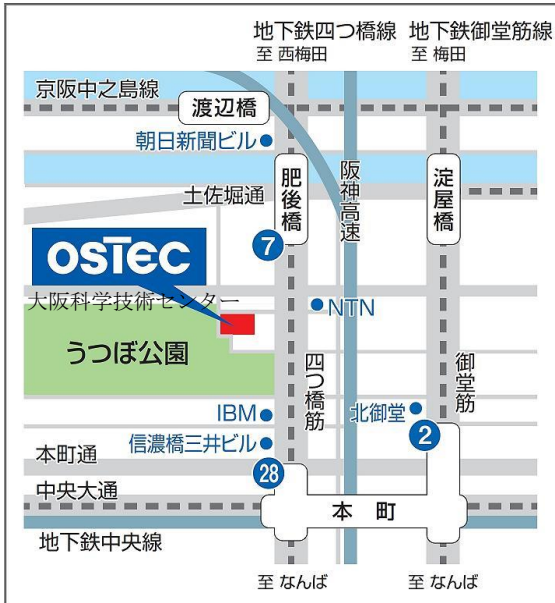 地下鉄四つ橋線
至 西梅田
地下鉄御堂筋線
至 梅田
京阪中之島線
渡辺橋
朝日新聞ビル
肥後橋
阪神高速
淀屋橋
土佐堀通
7
OSTEC
大阪科学技術センター
NTN
うつぼ公園
四つ橋筋
御堂筋
IBM
北御堂
2
信濃橋三井ビル
本町通
28
中央大通
本 町
地下鉄中央線
至 なんば
至 なんば